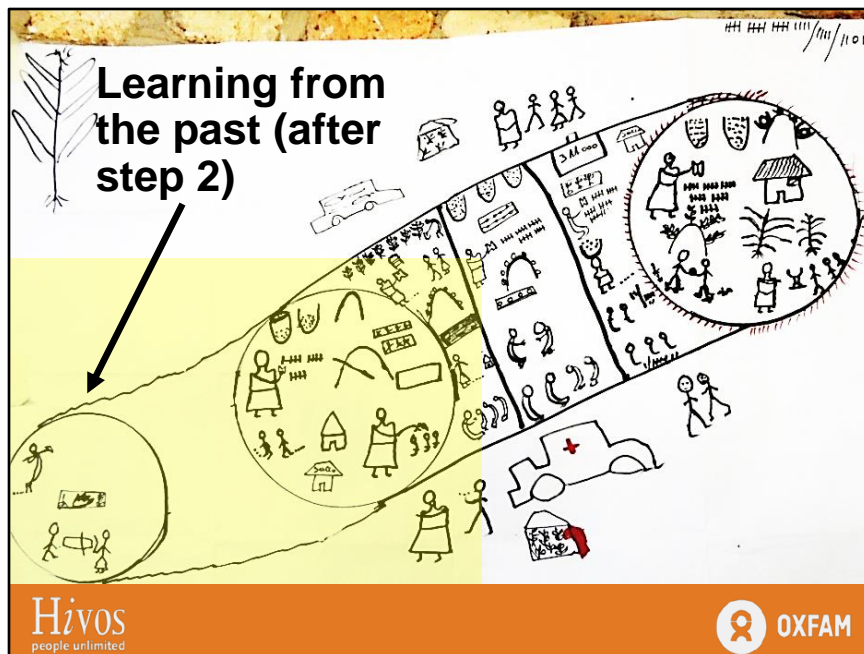 Learning from
the past (after
step 2)
Hivos
people unlimited
OXFAM